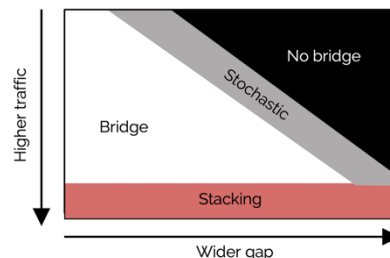 No bridge
Stochastic
Bridge
Stacking
Higher traffic
Wider gap